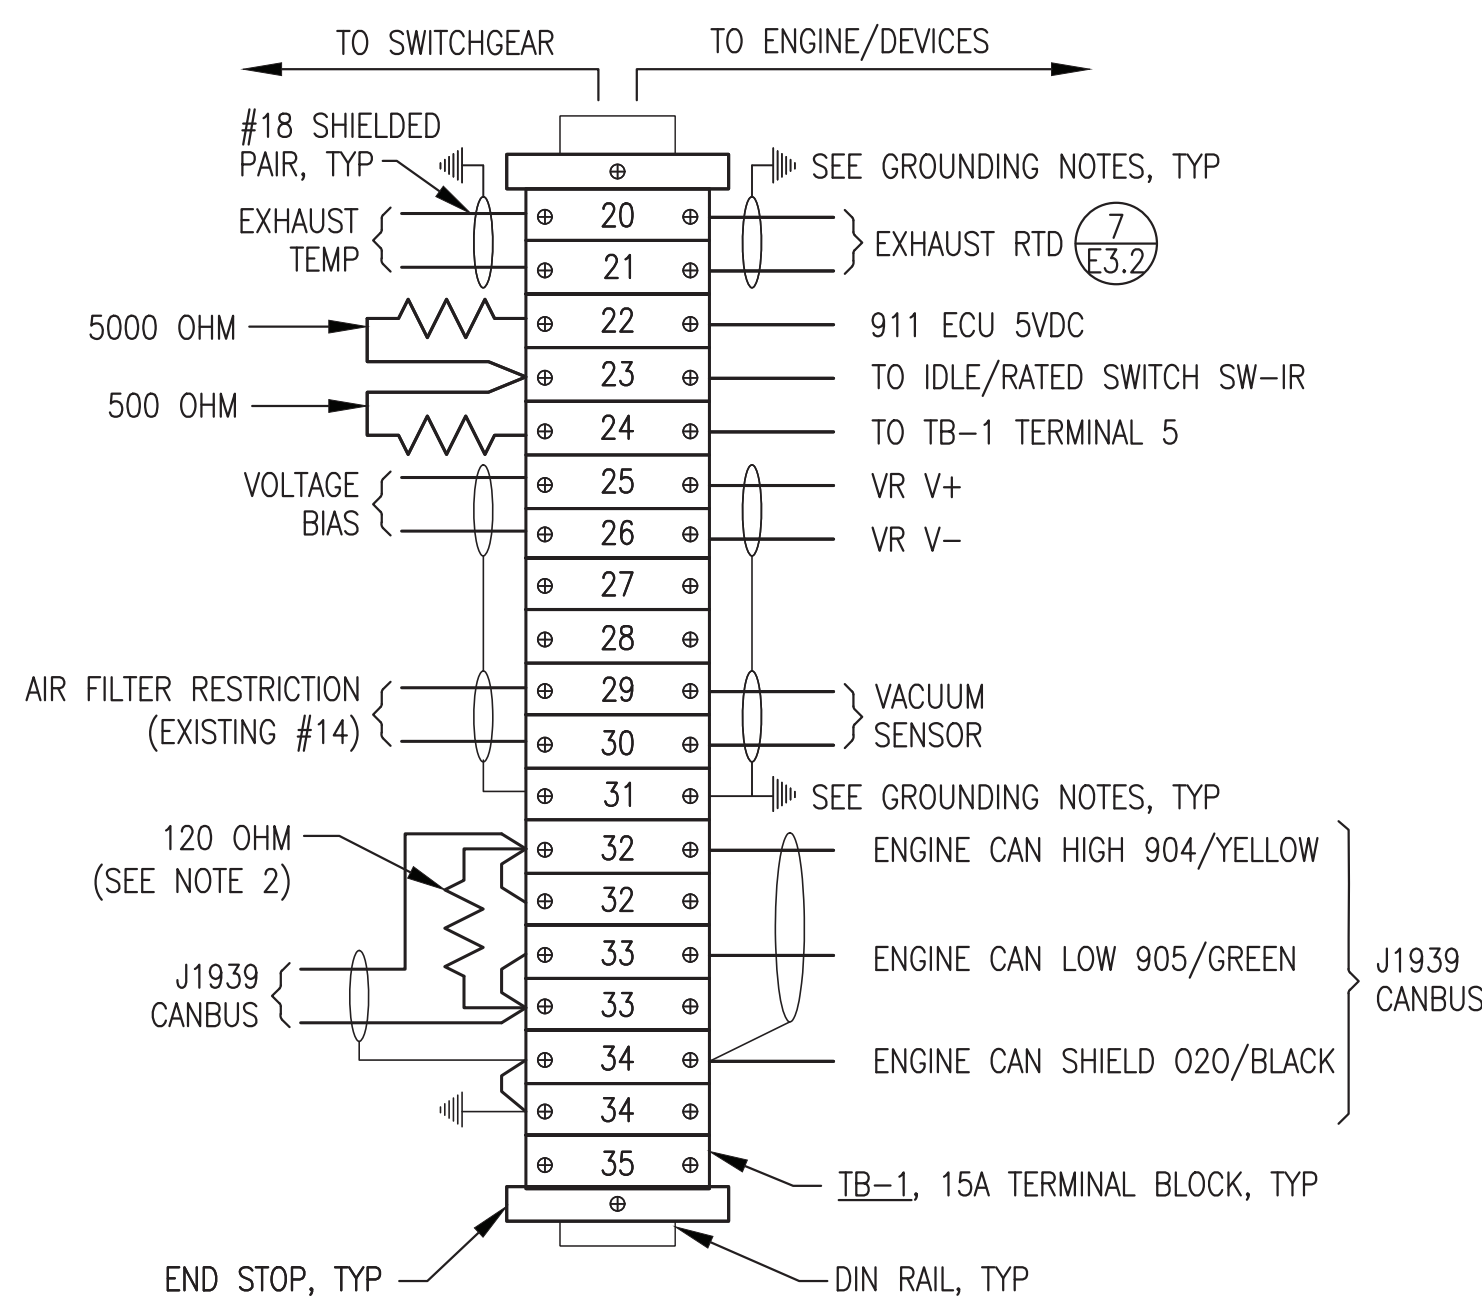 TO SWITCHGEAR
TO ENGINE/DEVICES
#18 SHIELDED
PAIR, TYP
SEE GROUNDING NOTES, TYP
EXHAUST
TEMP
20
21
EXHAUST RTD
7
E3.2
5000 OHM
22
911 ECU 5VDC
23
TO IDLE/RATED SWITCH SW-IR
500 OHM
24
TO TB-1 TERMINAL 5
VOLTAGE
BIAS
25
VR V+
26
VR V-
27
28
AIR FILTER RESTRICTION
(EXISTING #14)
29
30
VACUUM
SENSOR
31
SEE GROUNDING NOTES, TYP
120 OHM
(SEE NOTE 2)
32
ENGINE CAN HIGH 904/YELLOW
32
33
ENGINE CAN LOW 905/GREEN
J1939
CANBUS
33
J1939
CANBUS
34
ENGINE CAN SHIELD 020/BLACK
34
35
TB-1, 15A TERMINAL BLOCK, TYP
END STOP, TYP
DIN RAIL, TYP